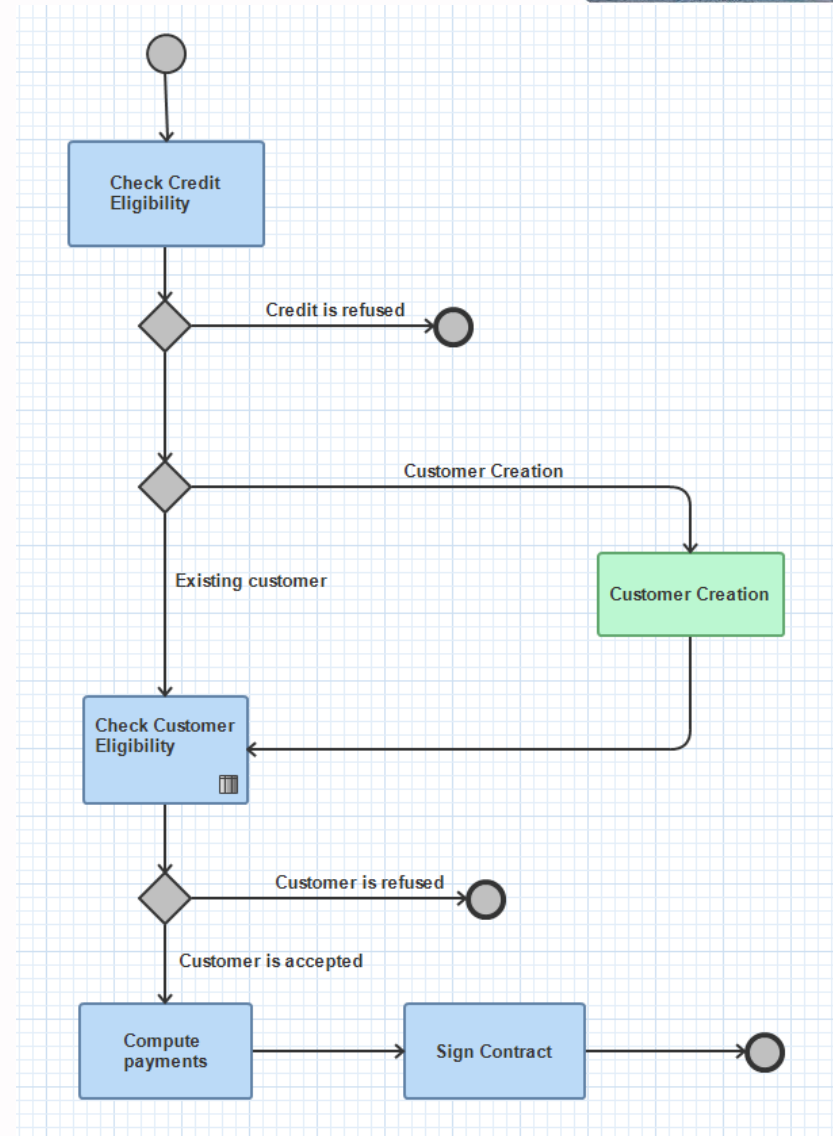 Check Credit
Eligibility
Credit is refused
Customer Creation
Existing customer
Customer Creation
Check Customer
Eligibility
Customer is refused
Customer is accepted
Compute
payments
Sign Contract